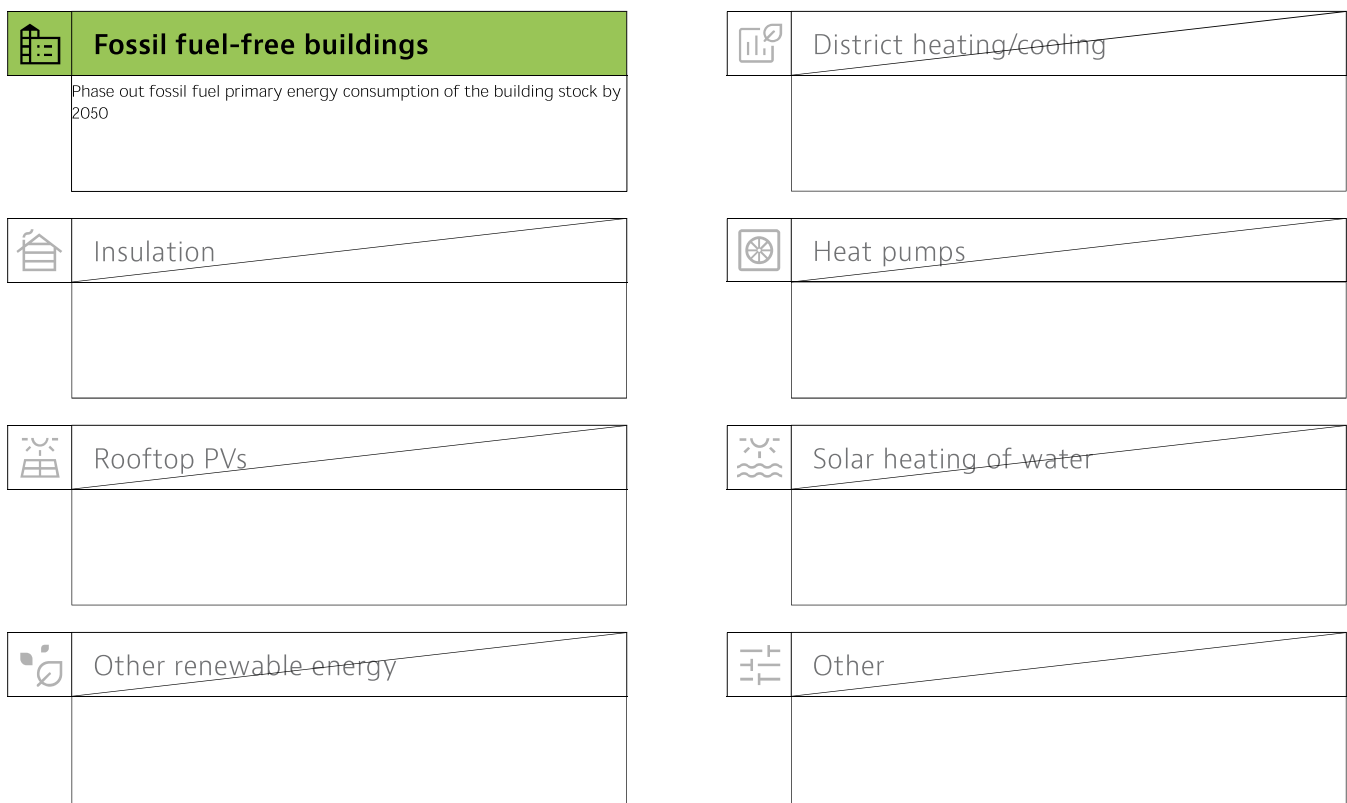 Fossil fuel-free buildings
Phase out fossil fuel primary energy consumption of the building stock by
2050
District heating/cooling
Insulation
Heat pumps
Rooftop PVs
Solar heating of water
Other renewable energy
Other